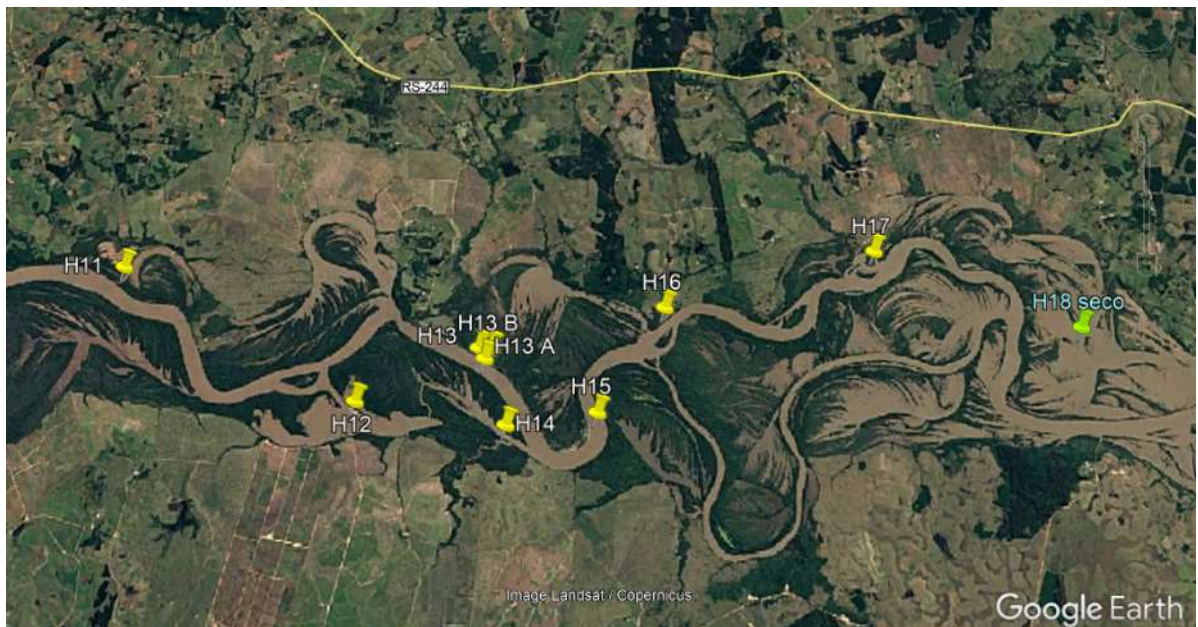 RS-244
H11
H17
H16
H18 seco
H13 B
H13
H13 A
H15
H12
H14
Image Landsat / Copernicus
Google Earth